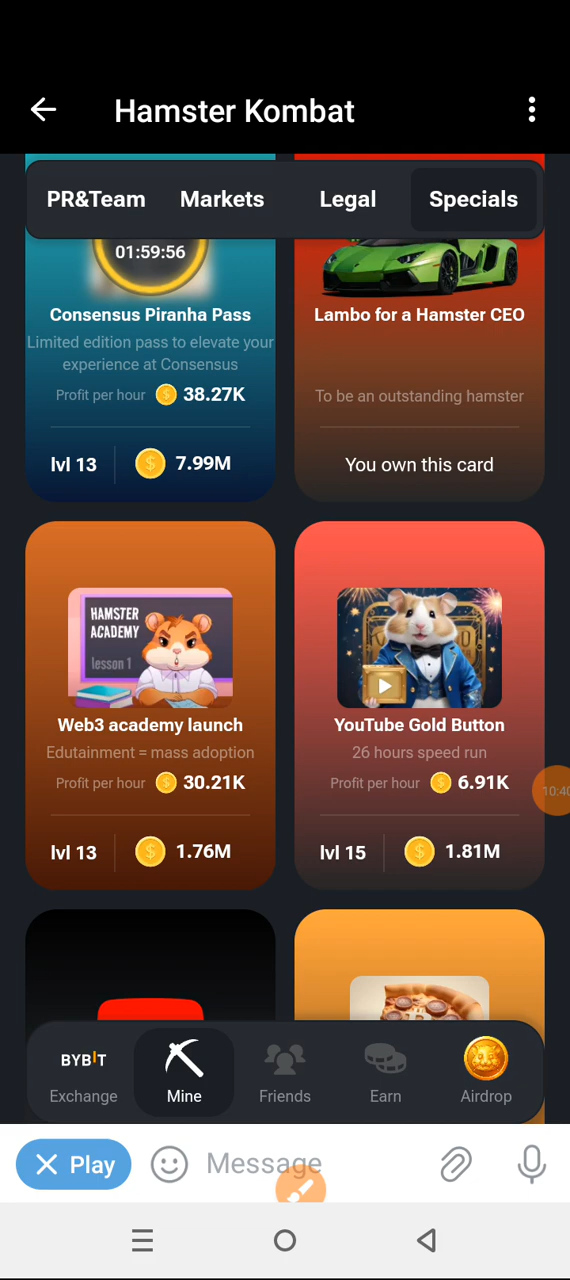 Hamster Kombat
PR&Team Markets Legal Specials
01:59:56
Consensus Piranha Pass
Limited edition pass to elevate your
experience at Consensus
Profit per hour 38.27K
lvl 13 7.99M
Lambo for a Hamster CEO
To be an outstanding hamster
You own this card
HAMSTER
ACADEMY
lesson 1
Web3 academy launch
Edutainment = mass adoption
Profit per hour 30.21K
lvl 13 1.76M
YouTube Gold Button
26 hours speed run
Profit per hour 6.91K
lvl 15 1.81M
BYBIT
Exchange Mine Friends Earn Airdrop
Play Message